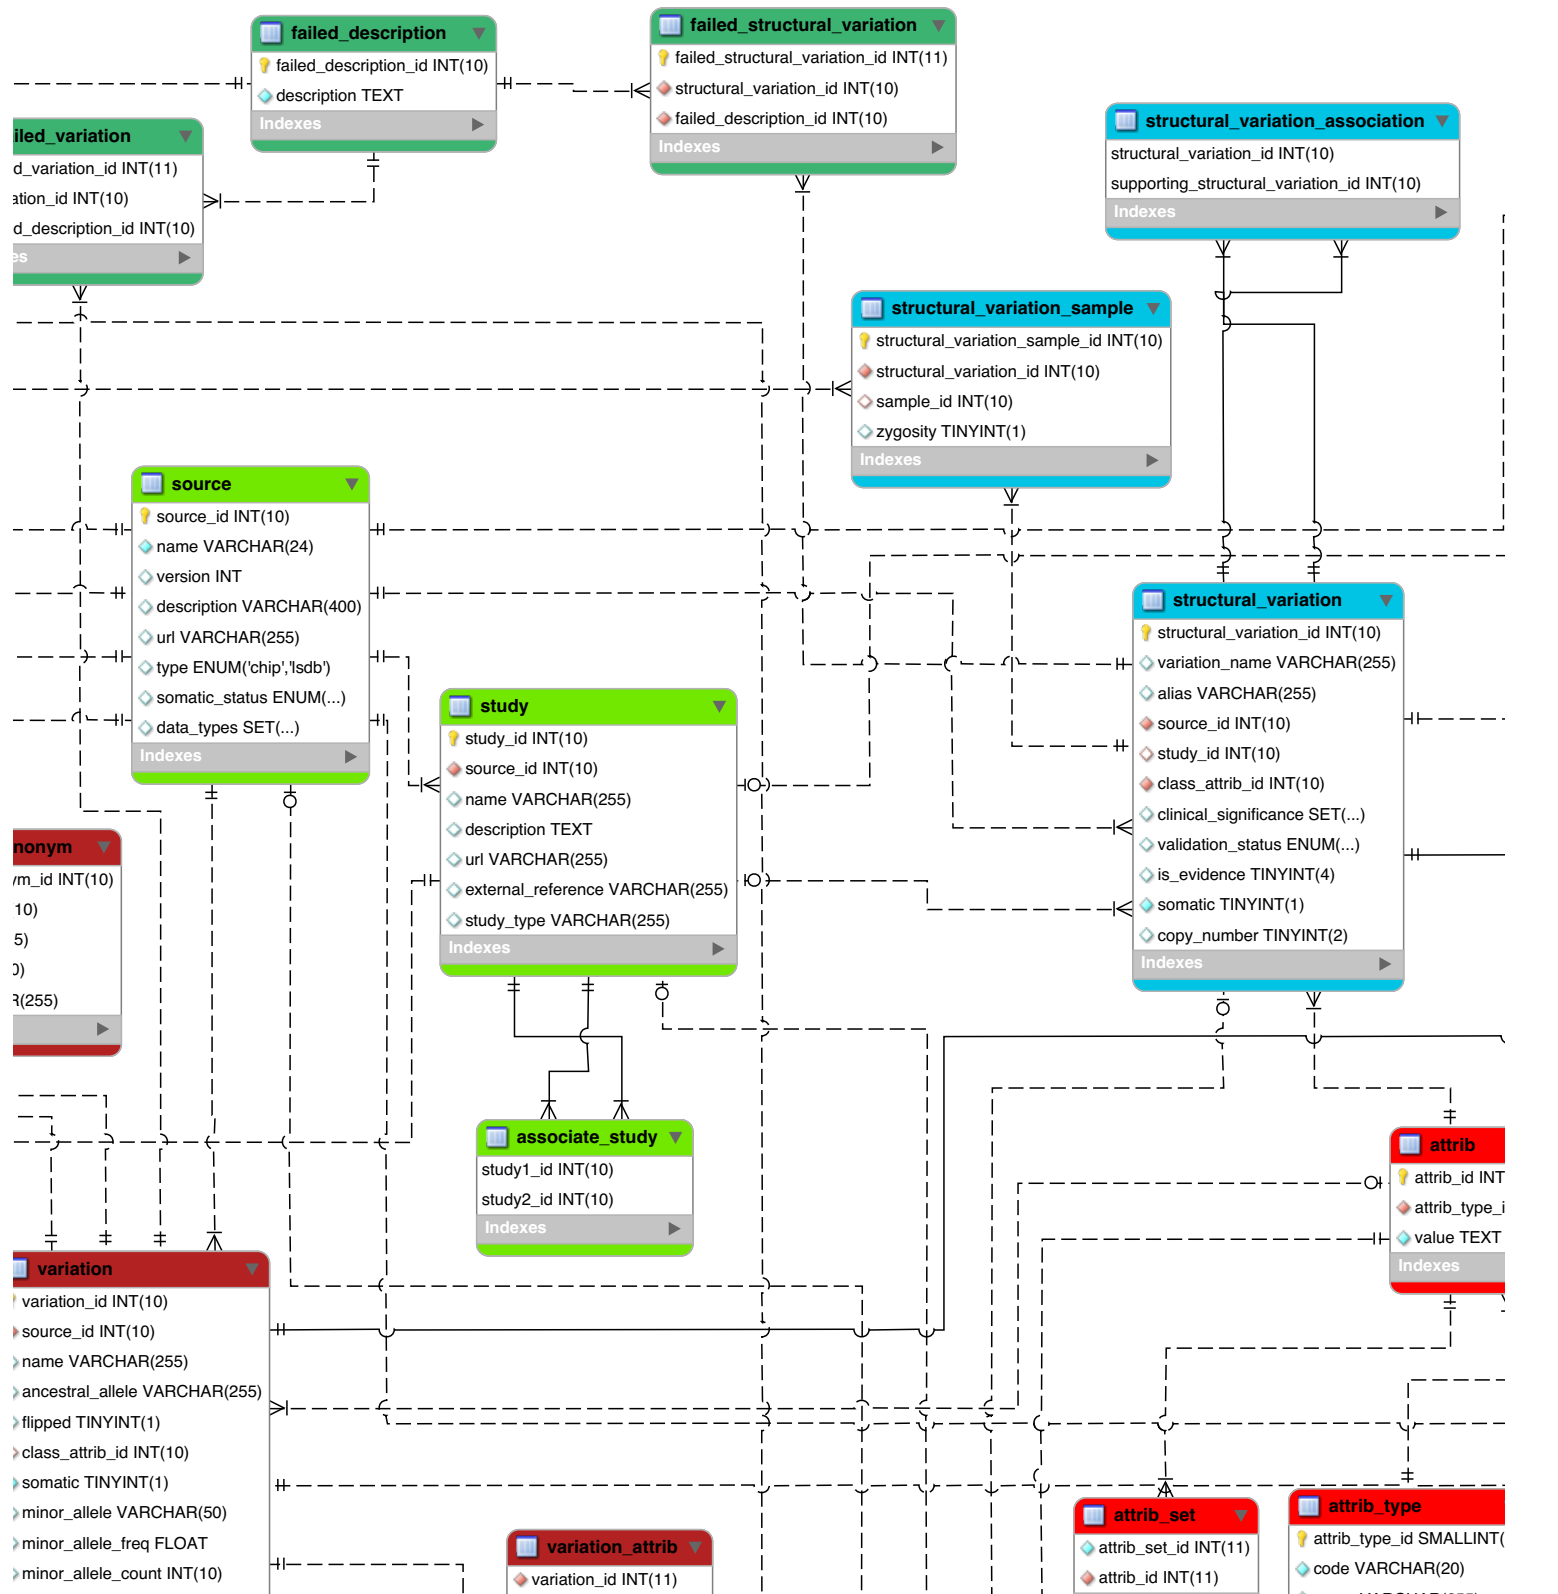 failed_description
failed_description_id INT(10)
description TEXT
Indexes
failed_structural_variation
failed_structural_variation_id INT(11)
structural_variation_id INT(10)
failed_description_id INT(10)
Indexes
iled_variation
d_variation_id INT(11)
ation_id INT(10)
d_description_id INT(10)
es
structural_variation_association
structural_variation_id INT(10)
supporting_structural_variation_id INT(10)
Indexes
structural_variation_sample
structural_variation_sample_id INT(10)
structural_variation_id INT(10)
sample_id INT(10)
zygosity TINYINT(1)
Indexes
source
source_id INT(10)
name VARCHAR(24)
version INT
description VARCHAR(400)
url VARCHAR(255)
type ENUM('chip','lsdb')
somatic_status ENUM(...)
data_types SET(...)
Indexes
structural_variation
structural_variation_id INT(10)
variation_name VARCHAR(255)
alias VARCHAR(255)
source_id INT(10)
study_id INT(10)
class_attrib_id INT(10)
clinical_significance SET(...)
validation_status ENUM(...)
is_evidence TINYINT(4)
somatic TINYINT(1)
copy_number TINYINT(2)
Indexes
study
study_id INT(10)
source_id INT(10)
name VARCHAR(255)
description TEXT
url VARCHAR(255)
external_reference VARCHAR(255)
study_type VARCHAR(255)
Indexes
nonym
ym_id INT(10)
10)
5)
0)
R(255)
associate_study
study1_id INT(10)
study2_id INT(10)
Indexes
attrib
attrib_id INT
attrib_type_i
value TEXT
Indexes
variation
variation_id INT(10)
source_id INT(10)
name VARCHAR(255)
ancestral_allele VARCHAR(255)
flipped TINYINT(1)
class_attrib_id INT(10)
somatic TINYINT(1)
minor_allele VARCHAR(50)
minor_allele_freq FLOAT
minor_allele_count INT(10)
variation_attrib
variation_id INT(11)
attrib_set
attrib_set_id INT(11)
attrib_id INT(11)
attrib_type
attrib_type_id SMALLINT(
code VARCHAR(20)